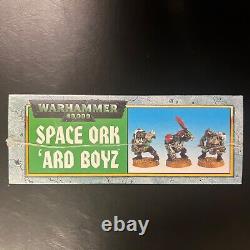 WARHAMMER
40,000
SPACE ORK
'ARD BOYZ